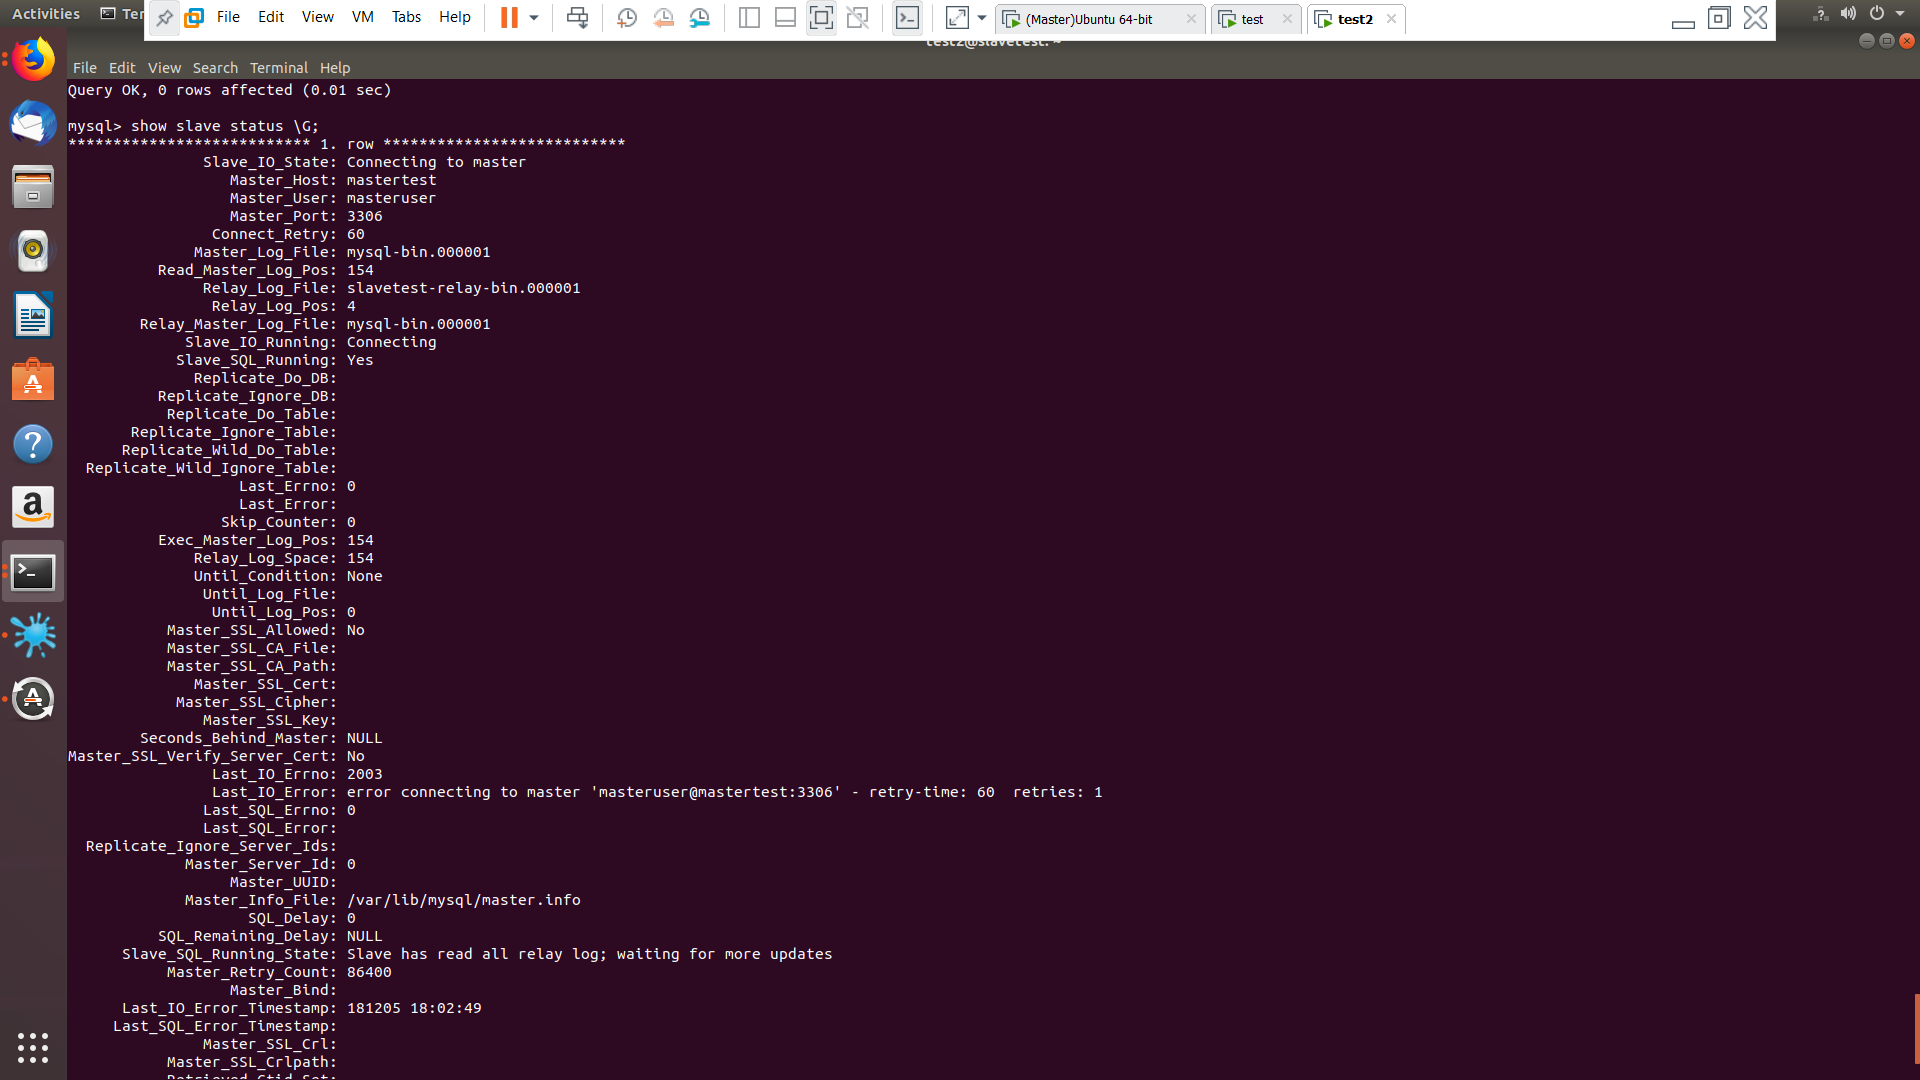 Activities
Ter
File Edit View VM Tabs Help
(Master)Ubuntu 64-bit
test
test2
test2@slavetest: ~
File Edit View Search Terminal Help
Query OK, 0 rows affected (0.01 sec)
mysql> show slave status \G;
*************************** 1. row ***************************
Slave_IO_State: Connecting to master
Master_Host: mastertest
Master_User: masteruser
Master_Port: 3306
Connect_Retry: 60
Master_Log_File: mysql-bin.000001
Read_Master_Log_Pos: 154
Relay_Log_File: slavetest-relay-bin.000001
Relay_Log_Pos: 4
Relay_Master_Log_File: mysql-bin.000001
Slave_IO_Running: Connecting
Slave_SQL_Running: Yes
Replicate_Do_DB:
Replicate_Ignore_DB:
Replicate_Do_Table:
Replicate_Ignore_Table:
Replicate_Wild_Do_Table:
Replicate_Wild_Ignore_Table:
Last_Errno: 0
Last_Error:
Skip_Counter: 0
Exec_Master_Log_Pos: 154
Relay_Log_Space: 154
Until_Condition: None
Until_Log_File:
Until_Log_Pos: 0
Master_SSL_Allowed: No
Master_SSL_CA_File:
Master_SSL_CA_Path:
Master_SSL_Cert:
Master_SSL_Cipher:
Master_SSL_Key:
Seconds_Behind_Master: NULL
Master_SSL_Verify_Server_Cert: No
Last_IO_Errno: 2003
Last_IO_Error: error connecting to master 'masteruser@mastertest:3306' - retry-time: 60  retries: 1
Last_SQL_Errno: 0
Last_SQL_Error:
Replicate_Ignore_Server_Ids:
Master_Server_Id: 0
Master_UUID:
Master_Info_File: /var/lib/mysql/master.info
SQL_Delay: 0
SQL_Remaining_Delay: NULL
Slave_SQL_Running_State: Slave has read all relay log; waiting for more updates
Master_Retry_Count: 86400
Master_Bind:
Last_IO_Error_Timestamp: 181205 18:02:49
Last_SQL_Error_Timestamp:
Master_SSL_Crl:
Master_SSL_Crlpath:
Retrieved_Gtid_Set: